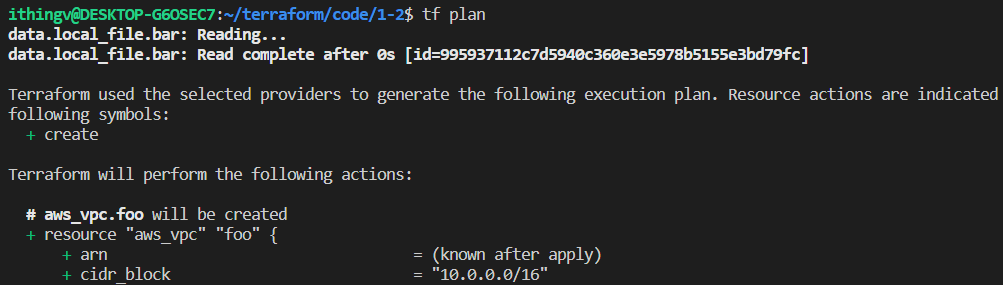 ithingv@DESKTOP-G6OSEC7:~/terraform/code/1-2$ tf plan
data.local_file.bar: Reading...
data.local_file.bar: Read complete after 0s [id=995937112c7d5940c360e3e5978b5155e3bd79fc]
Terraform used the selected providers to generate the following execution plan. Resource actions are indicated
following symbols:
+ create
Terraform will perform the following actions:
# aws_vpc.foo will be created
+ resource "aws_vpc" "foo" {
+ arn = (known after apply)
+ cidr_block = "10.0.0.0/16"